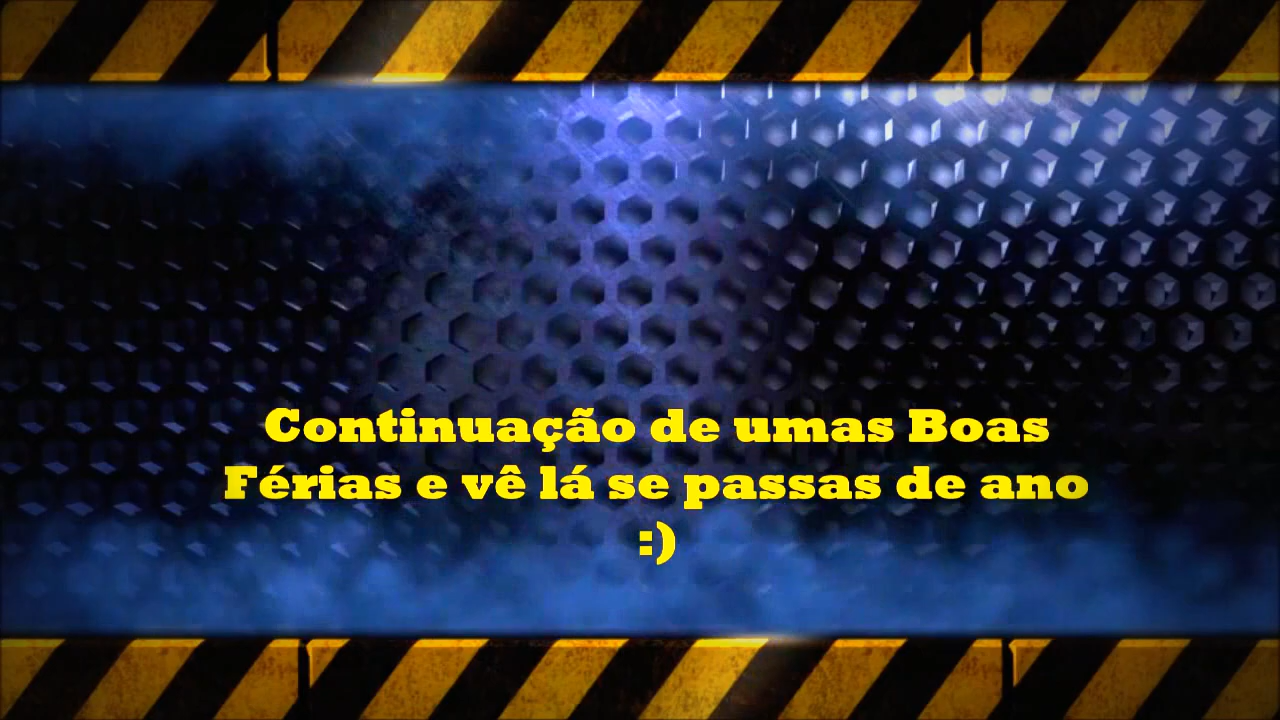 Continuação de umas Boas
Férias e vê lá se passas de ano
:)